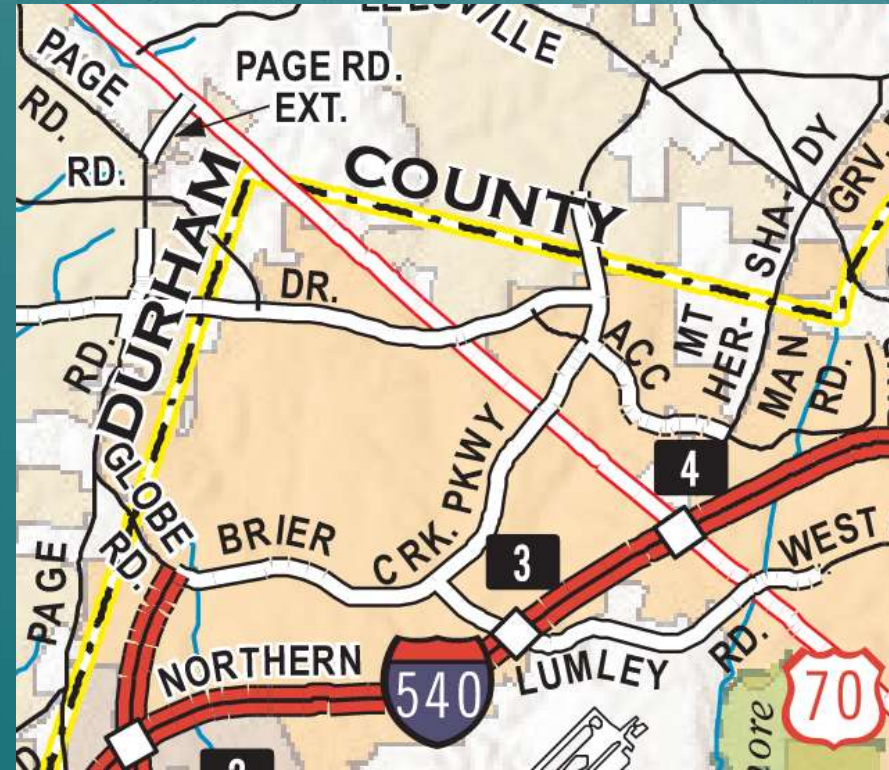 PAGE
RD.
PAGE RD.
EXT.
RD.
DURHAM
COUNTY
DR.
SHA-
DY
GRV.
MT
HER-
MAN
RD.
ACC
RD.
GLOBE
RD.
PAGE
BRIER
CRK. PKWY
4
3
WEST
LUMLEY
RD.
NORTHERN
540
70